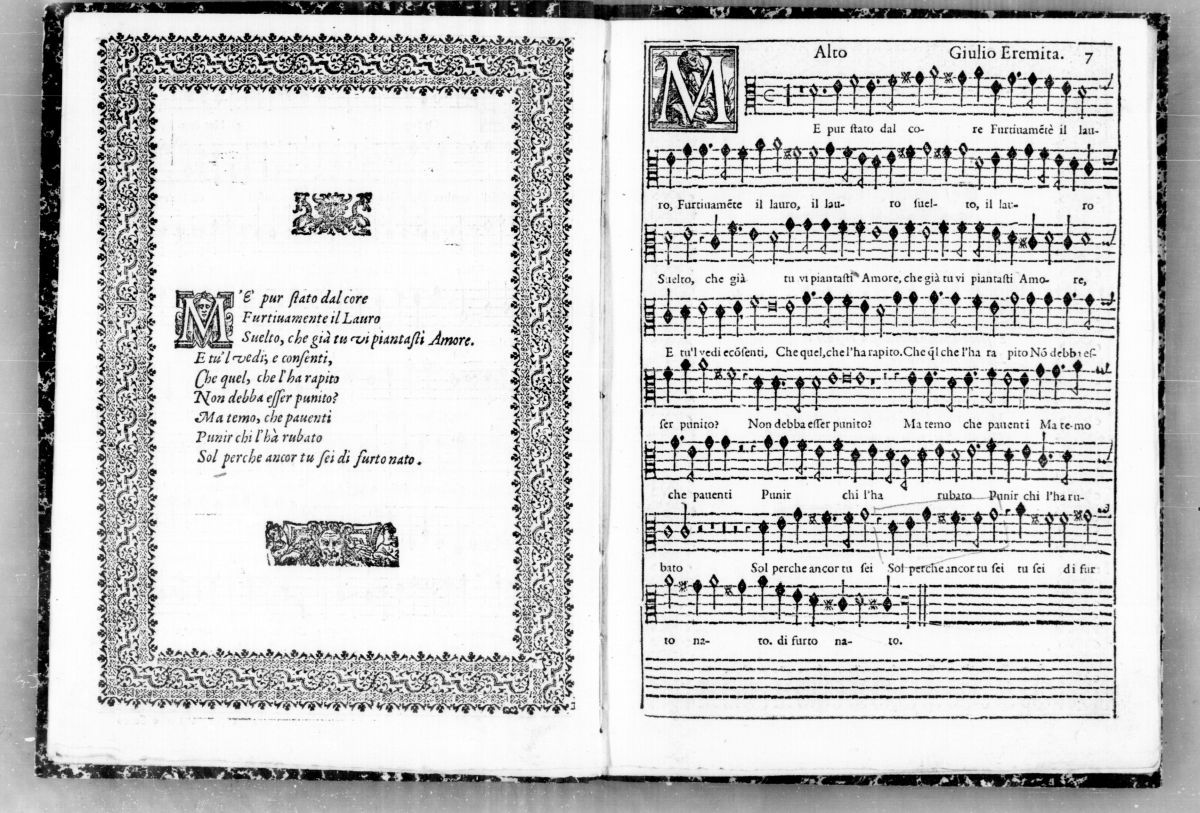 M'E' pur ſtato dal core
Furtiuamente il Lauro
Suelto, che già tu vi piantaſti Amore.
E tu'l vedi, e conſenti,
Che quel, che l'ha rapito
Non debba eſſer punito?
Ma temo, che pauenti
Punir chi l'hà rubato
Sol perche ancor tu ſei di furto nato.
Alto Giulio Eremita. 7
M E pur ſtato dal co- re Furtiuamẽtè il lau-
ro, Furtiuamẽte il lauro, il lau- ro ſuel- to, il lau- ro
Suelto, che già tu vi piantaſti Amore, che già tu vi piantaſti Amo- re,
E tu'l vedi ecõſenti, Che quel, che l'ha rapito. Che q̃l che l'ha ra pito Nõ debba eſ-
ſer punito? Non debba eſſer punito? Ma temo che pauenti Ma te-mo
che pauenti Punir chi l'ha rubato Punir chi l'ha ru-
bato Sol perche ancor tu ſei Sol perche ancor tu ſei tu ſei di fur
to na- to. di furto na- to.